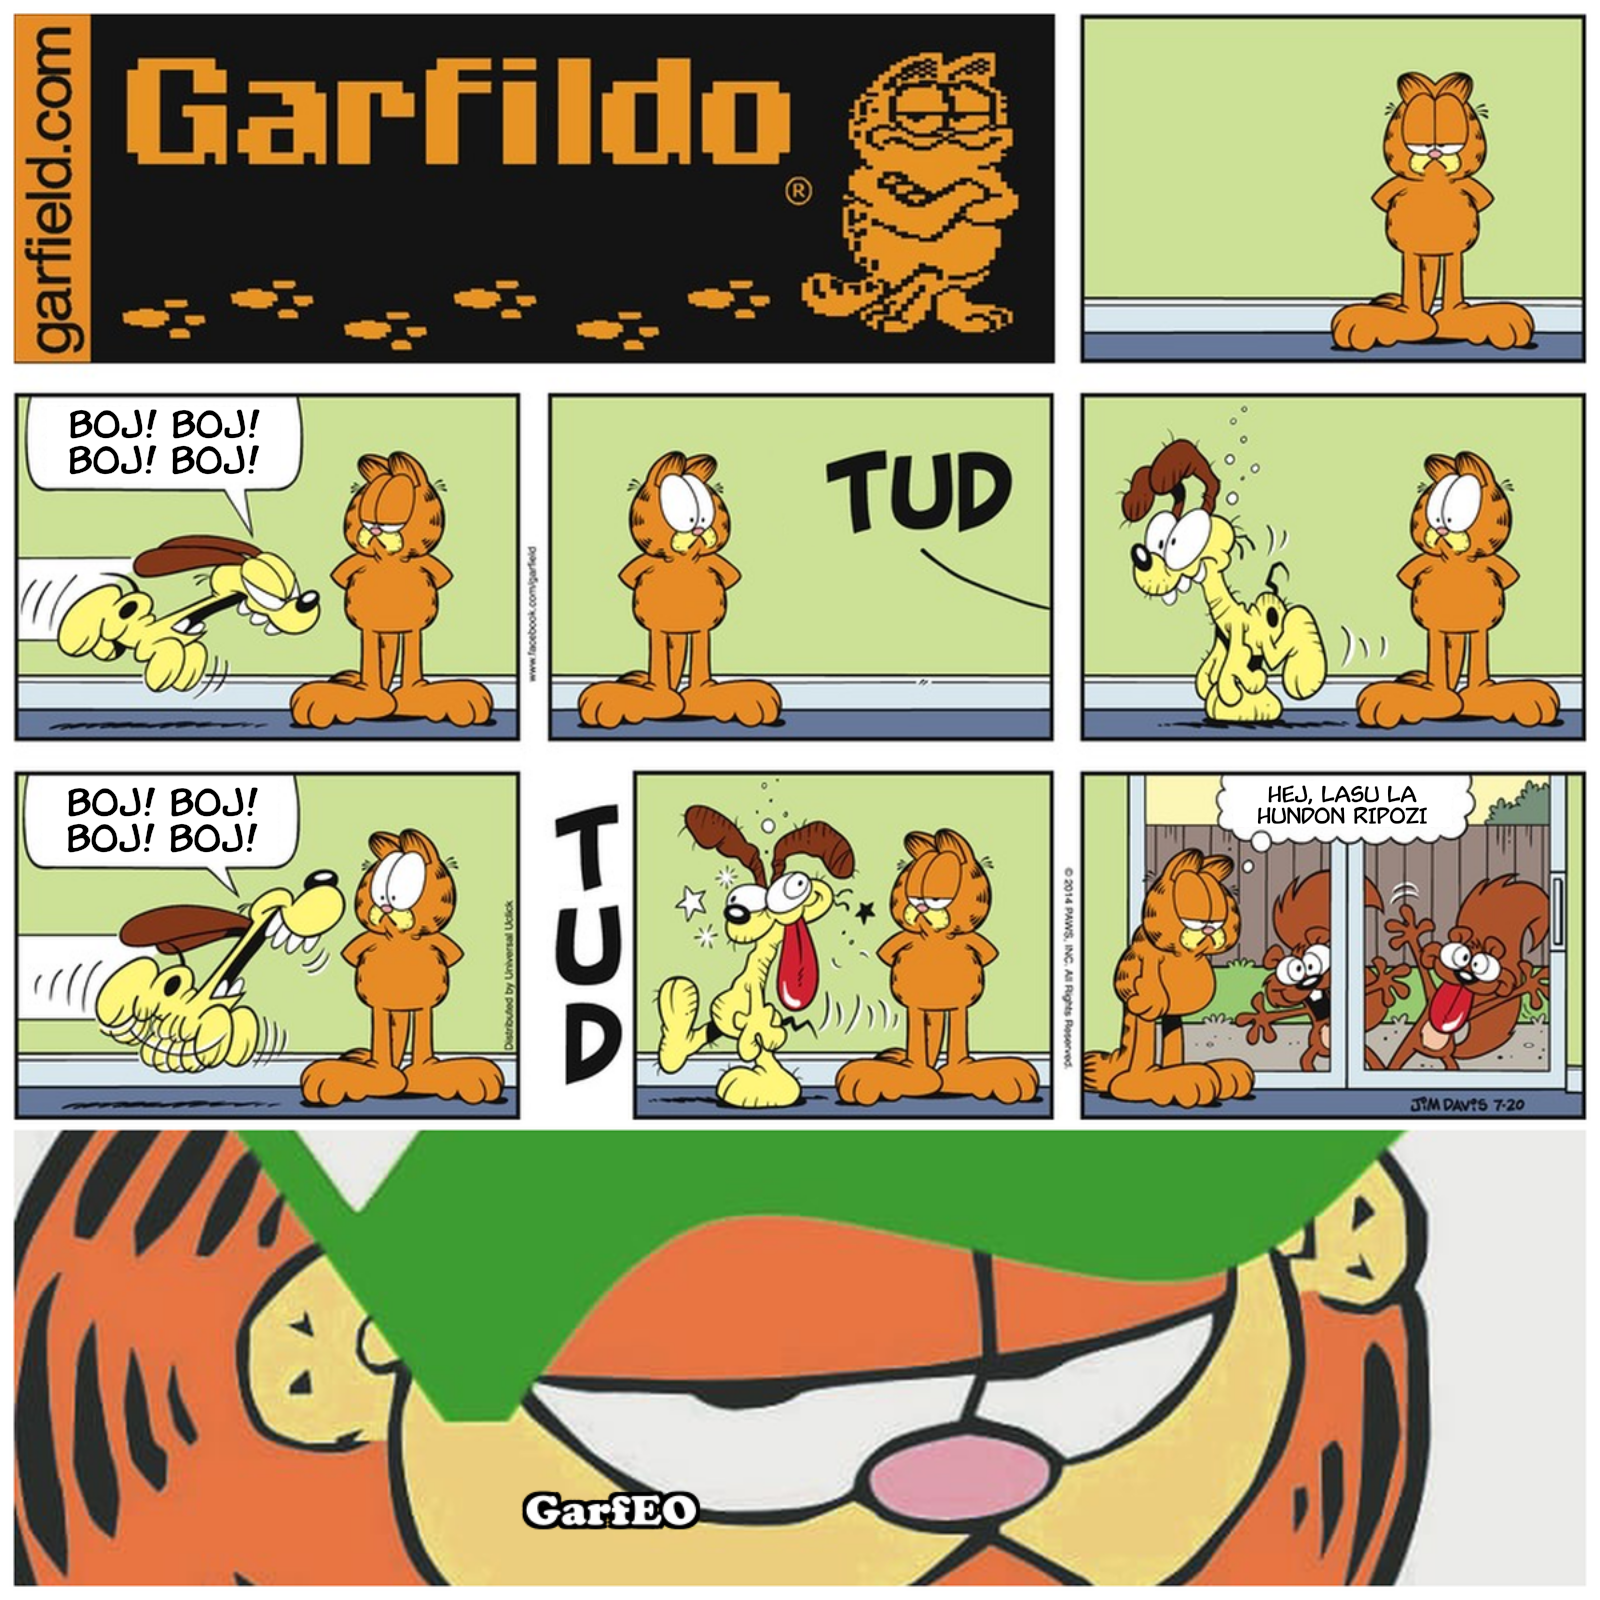 garfield.com
Garfildo
®
BOJ! BOJ!
BOJ! BOJ!
www.facebook.com/garfield
TUD
BOJ! BOJ!
BOJ! BOJ!
Distributed by Universal Uclick
TUD
© 2014 PAWS, INC. All Rights Reserved.
HEJ, LASU LA
HUNDON RIPOZI
JIM DAVIS 7-20
GarfEO